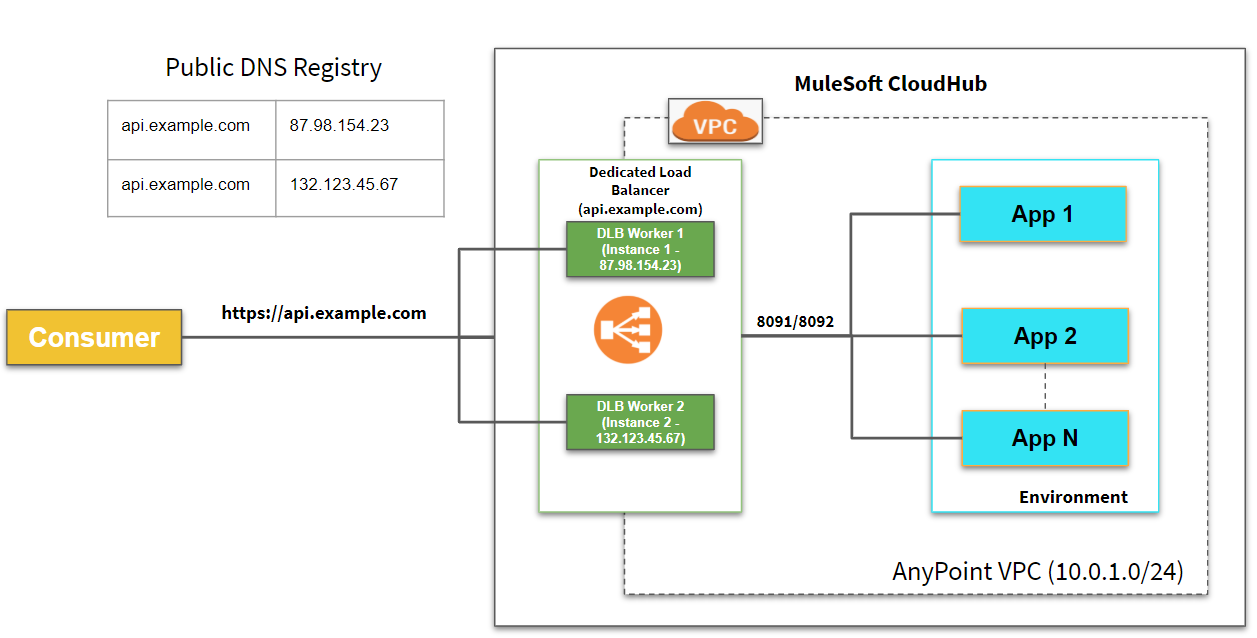 Public DNS Registry
api.example.com 87.98.154.23
api.example.com 132.123.45.67
MuleSoft CloudHub
VPC
Dedicated Load
Balancer
(api.example.com)
DLB Worker 1
(Instance 1 -
87.98.154.23)
App 1
Consumer
https://api.example.com
8091/8092
App 2
DLB Worker 2
(Instance 2 -
132.123.45.67)
App N
Environment
AnyPoint VPC (10.0.1.0/24)